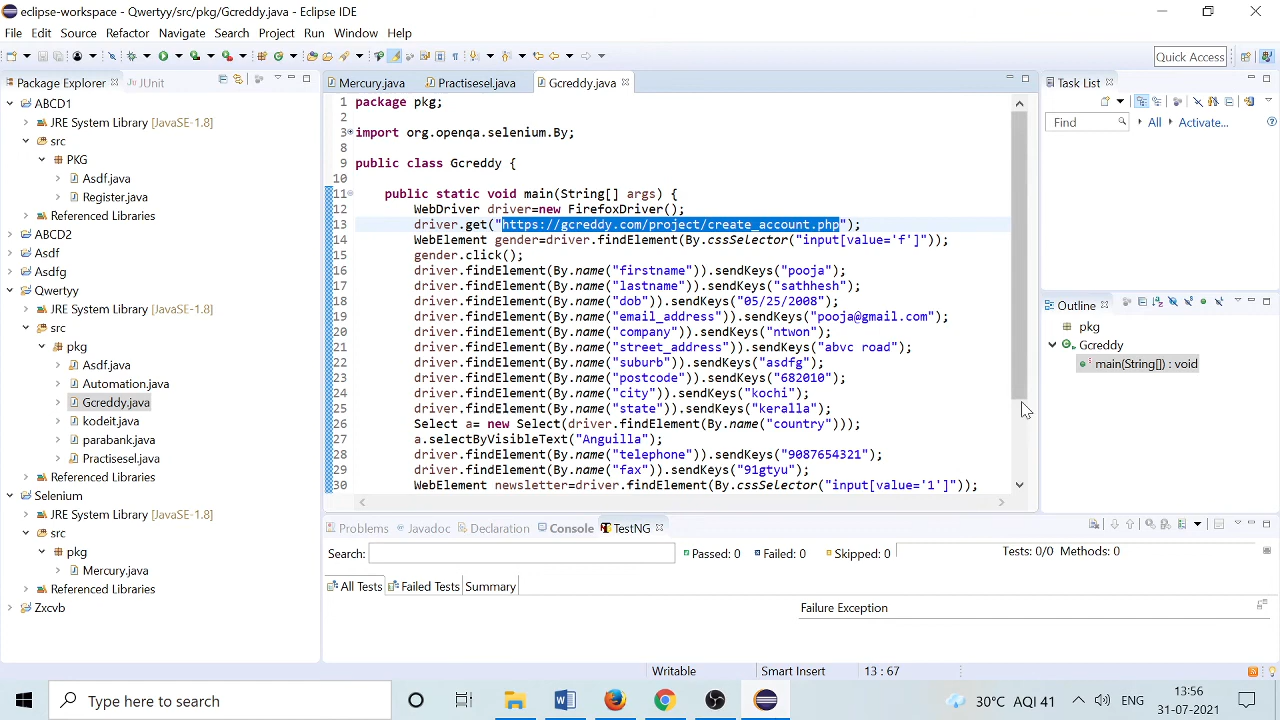 eclipse-workspace - Qwertyy/src/pkg/Gcreddy.java - Eclipse IDE
File Edit Source Refactor Navigate Search Project Run Window Help
Quick Access
Package Explorer JUnit
Mercury.java Practisesel.java Gcreddy.java
Task List
ABCD1
JRE System Library [JavaSE-1.8]
src
PKG
Asdf.java
Register.java
Referenced Libraries
ABCD2
Asdf
Asdfg
Qwertyy
JRE System Library [JavaSE-1.8]
src
pkg
Asdf.java
Automation.java
Gcreddy.java
kodeit.java
parabank.java
Practisesel.java
Referenced Libraries
Selenium
JRE System Library [JavaSE-1.8]
src
pkg
Mercury.java
Referenced Libraries
Zxcvb
1 package pkg;
2
3 import org.openqa.selenium.By;
8
9 public class Gcreddy {
10
11 public static void main(String[] args) {
12 WebDriver driver=new FirefoxDriver();
13 driver.get("https://gcreddy.com/project/create_account.php");
14 WebElement gender=driver.findElement(By.cssSelector("input[value='f']"));
15 gender.click();
16 driver.findElement(By.name("firstname")).sendKeys("pooja");
17 driver.findElement(By.name("lastname")).sendKeys("sathhesh");
18 driver.findElement(By.name("dob")).sendKeys("05/25/2008");
19 driver.findElement(By.name("email_address")).sendKeys("pooja@gmail.com");
20 driver.findElement(By.name("company")).sendKeys("ntwon");
21 driver.findElement(By.name("street_address")).sendKeys("abvc road");
22 driver.findElement(By.name("suburb")).sendKeys("asdfg");
23 driver.findElement(By.name("postcode")).sendKeys("682010");
24 driver.findElement(By.name("city")).sendKeys("kochi");
25 driver.findElement(By.name("state")).sendKeys("keralla");
26 Select a= new Select(driver.findElement(By.name("country")));
27 a.selectByVisibleText("Anguilla");
28 driver.findElement(By.name("telephone")).sendKeys("9087654321");
29 driver.findElement(By.name("fax")).sendKeys("91gtyu");
30 WebElement newsletter=driver.findElement(By.cssSelector("input[value='1']"));
Find All Activate...
Outline
pkg
Gcreddy
main(String[]) : void
Problems Javadoc Declaration Console TestNG
Search: Passed: 0 Failed: 0 Skipped: 0 Tests: 0/0 Methods: 0
All Tests Failed Tests Summary
Failure Exception
Writable Smart Insert 13 : 67
Type here to search
30°C AQI 41 ENG 13:56
31-07-2021